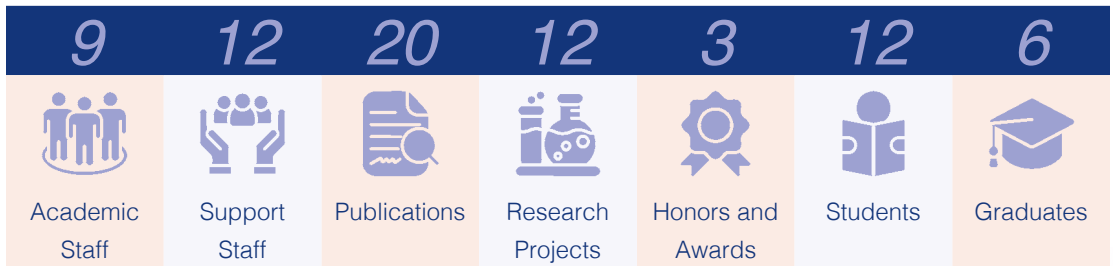 9 12 20 12 3 12 6
Academic Staff
Support Staff
Publications
Research Projects
Honors and Awards
Students
Graduates